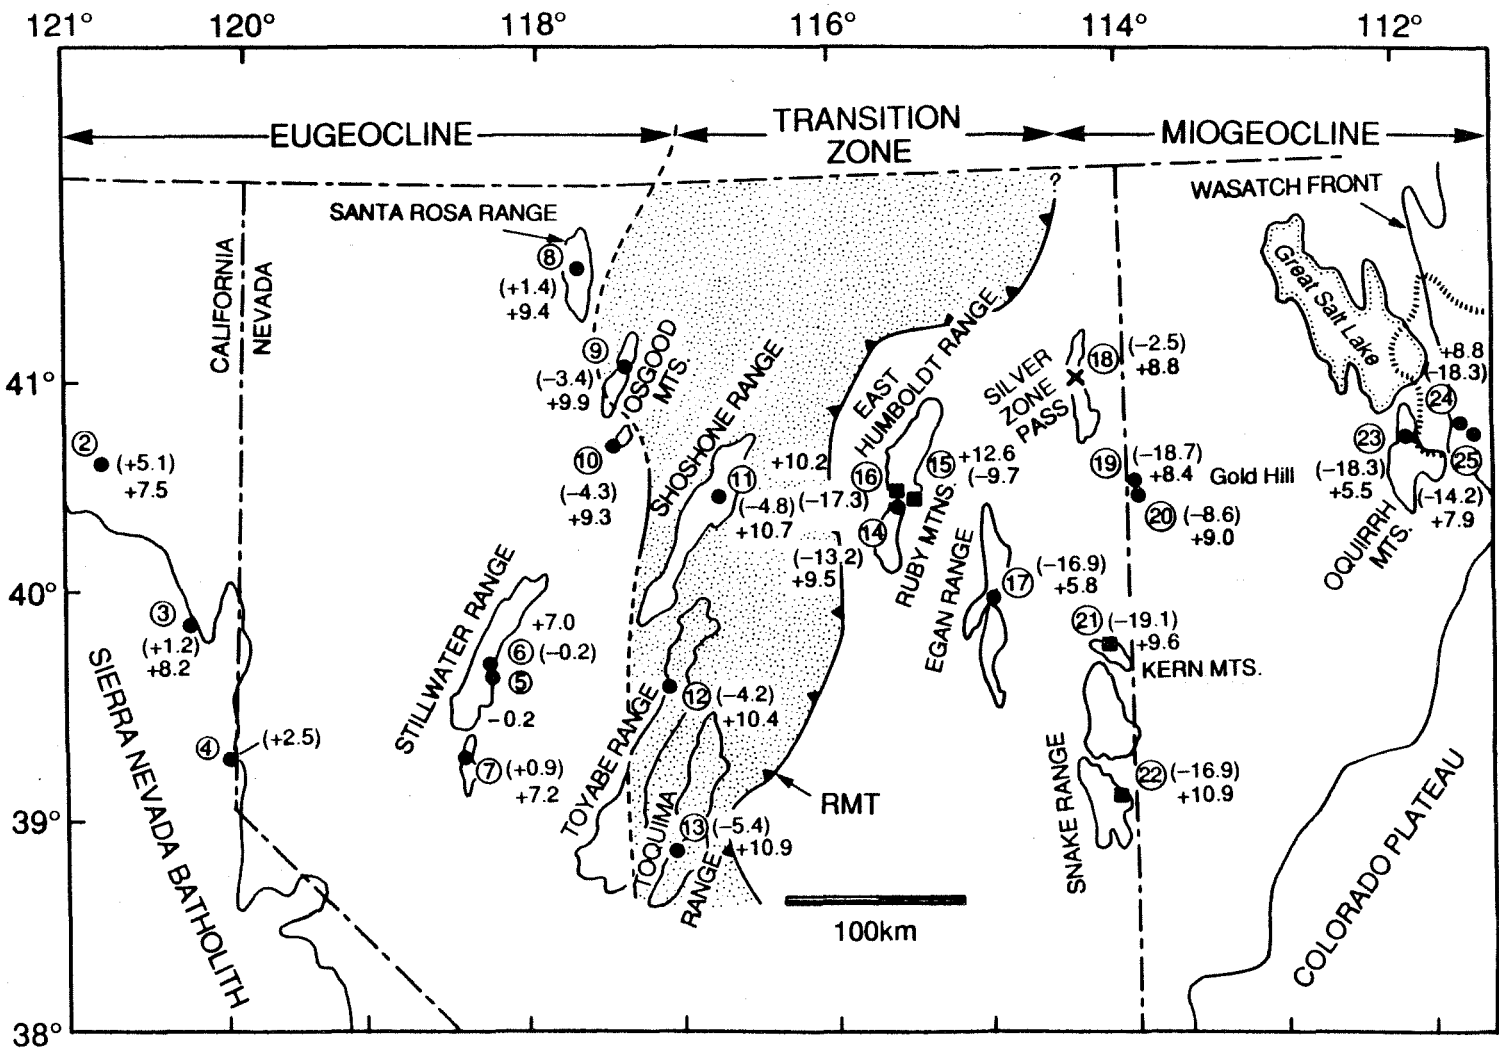 121° 120° 118° 116° 114° 112°
EUGEOCLINE
TRANSITION
ZONE
MIOGEOCLINE
?
WASATCH FRONT
SANTA ROSA RANGE
CALIFORNIA
NEVADA
8
(+1.4)
+9.4
Great Salt Lake
9
(−3.4)
+9.9
OSGOOD
MTS.
41°
EAST
HUMBOLDT RANGE
SILVER
ZONE
PASS
18 (−2.5)
+8.8
+8.8
(−18.3)
24
2
(+5.1)
+7.5
10
(−4.3)
+9.3
SHOSHONE RANGE
11
(−4.8)
+10.7
+10.2
(−17.3)
16
15 +12.6
(−9.7)
14
(−13.2)
+9.5
RUBY MTNS.
19 (−18.7)
+8.4
Gold Hill
20 (−8.6)
+9.0
23
(−18.3)
+5.5
25
(−14.2)
+7.9
OQUIRRH
MTS.
40°
3
(+1.2)
+8.2
STILLWATER RANGE
+7.0
6 (−0.2)
5
−0.2
EGAN RANGE
17 (−16.9)
+5.8
21 (−19.1)
+9.6
KERN MTS.
SIERRA NEVADA BATHOLITH
4 (+2.5)
7 (+0.9)
+7.2
TOYABE RANGE
12 (−4.2)
+10.4
RMT
SNAKE RANGE
22 (−16.9)
+10.9
39°
TOQUIMA
RANGE
13 (−5.4)
+10.9
100km
COLORADO PLATEAU
38°